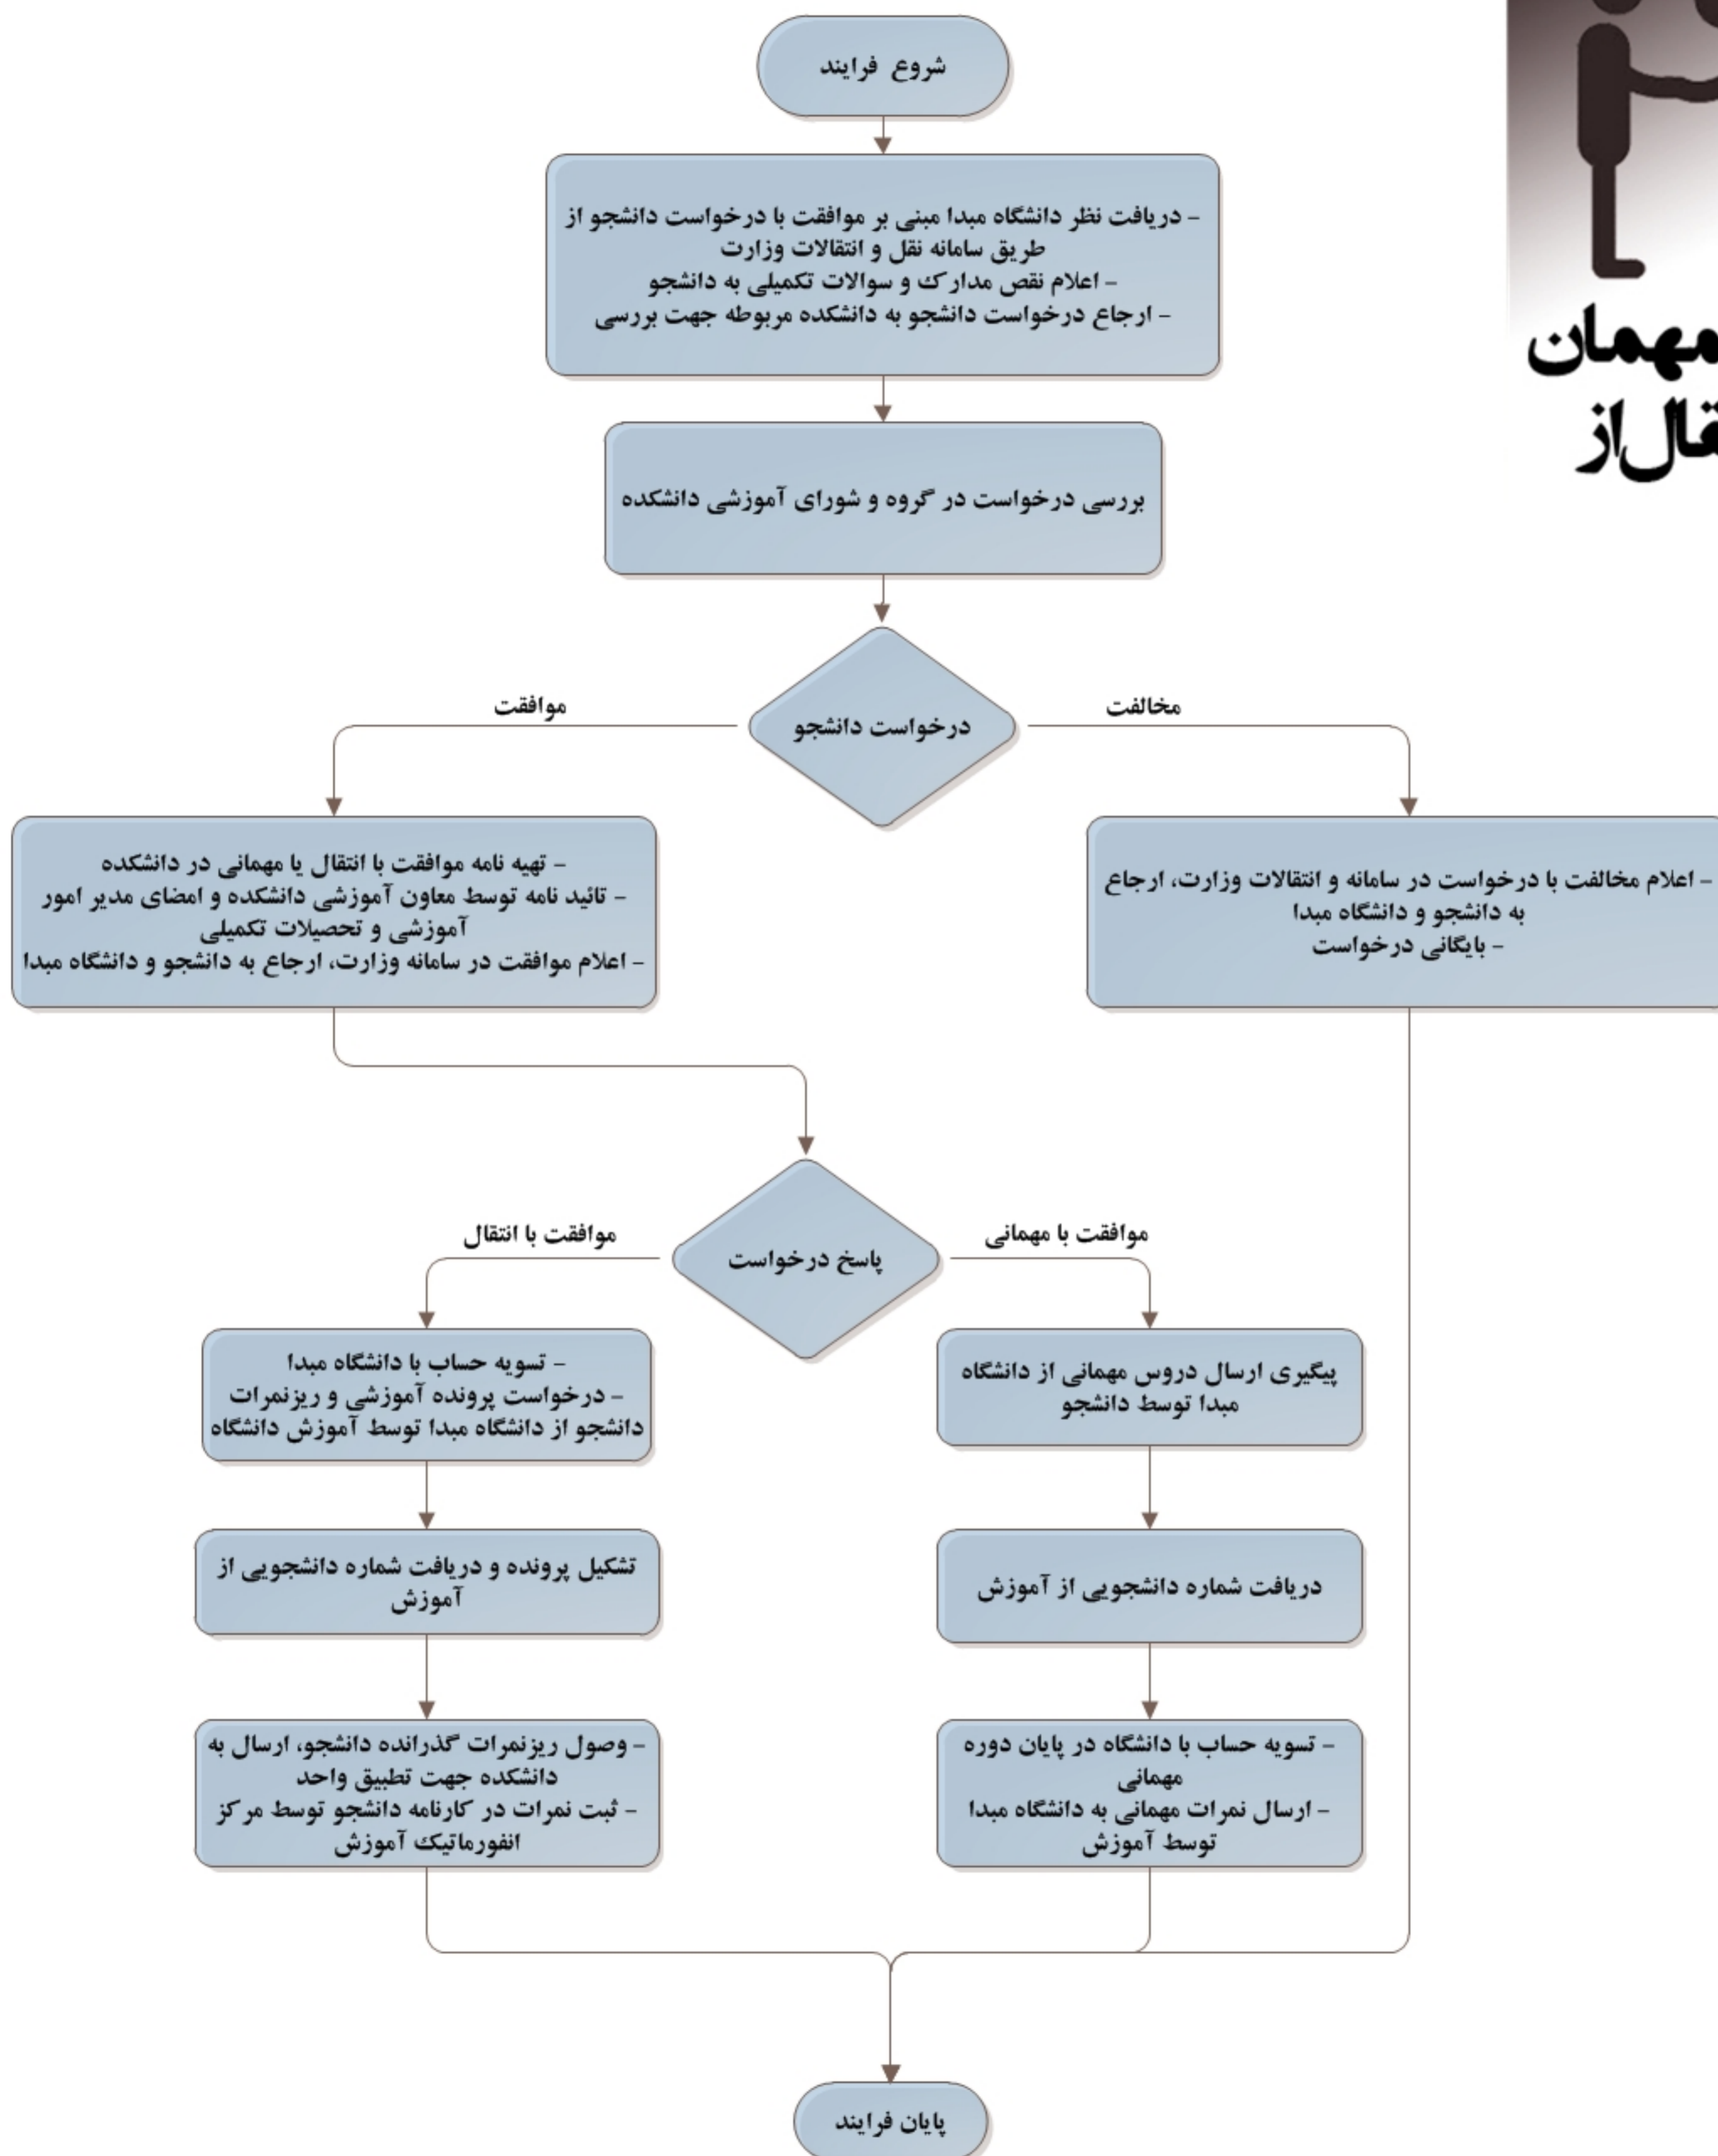 شروع فرایند
- دریافت نظر دانشگاه مبدا مبنی بر موافقت با درخواست دانشجو از
طریق سامانه نقل و انتقالات وزارت
- اعلام نقص مدارک و سوالات تکمیلی به دانشجو
- ارجاع درخواست دانشجو به دانشکده مربوطه جهت بررسی
مهمان
از
بررسی درخواست در گروه و شورای آموزشی دانشکده
درخواست دانشجو
مخالفت
موافقت
- اعلام مخالفت با درخواست در سامانه و انتقالات وزارت، ارجاع
به دانشجو و دانشگاه مبدا
- بایگانی درخواست
- تهیه نامه موافقت با انتقال یا مهمانی در دانشکده
- تائید نامه توسط معاون آموزشی دانشکده و امضای مدیر امور
آموزشی و تحصیلات تکمیلی
- اعلام موافقت در سامانه وزارت، ارجاع به دانشجو و دانشگاه مبدا
پاسخ درخواست
موافقت با مهمانی
موافقت با انتقال
پیگیری ارسال دروس مهمانی از دانشگاه
مبدا توسط دانشجو
- تسویه حساب با دانشگاه مبدا
- درخواست پرونده آموزشی و ریزنمرات
دانشجو از دانشگاه مبدا توسط آموزش دانشگاه
دریافت شماره دانشجویی از آموزش
تشکیل پرونده و دریافت شماره دانشجویی از
آموزش
- تسویه حساب با دانشگاه در پایان دوره
مهمانی
- ارسال نمرات مهمانی به دانشگاه مبدا
توسط آموزش
- وصول ریزنمرات گذرانده دانشجو، ارسال به
دانشکده جهت تطبیق واحد
- ثبت نمرات در کارنامه دانشجو توسط مرکز
انفورماتیک آموزش
پایان فرایند